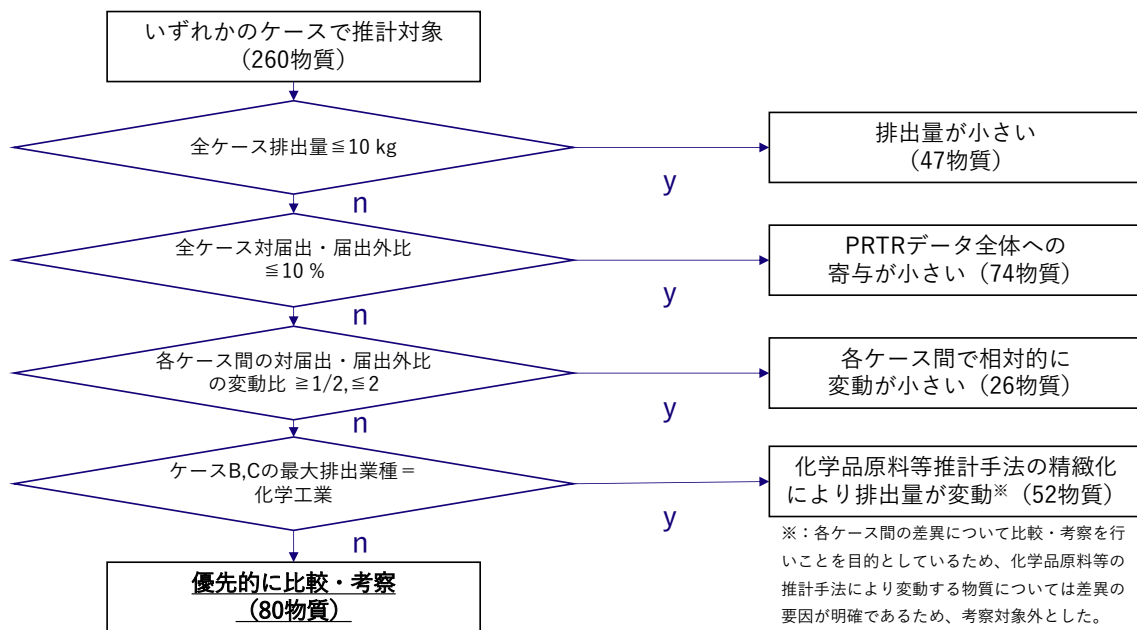 いずれかのケースで推計対象
（260物質）
全ケース排出量≦10 kg
y
排出量が小さい
（47物質）
n
全ケース対届出・届出外比
≦10 %
y
PRTRデータ全体への
寄与が小さい（74物質）
n
各ケース間の対届出・届出外比
の変動比 ≧1/2,≦2
y
各ケース間で相対的に
変動が小さい（26物質）
n
ケースB,Cの最大排出業種＝
化学工業
y
化学品原料等推計手法の精緻化
により排出量が変動※（52物質）
n
優先的に比較・考察
（80物質）
※：各ケース間の差異について比較・考察を行
いことを目的としているため、化学品原料等の
推計手法により変動する物質については差異の
要因が明確であるため、考察対象外とした。